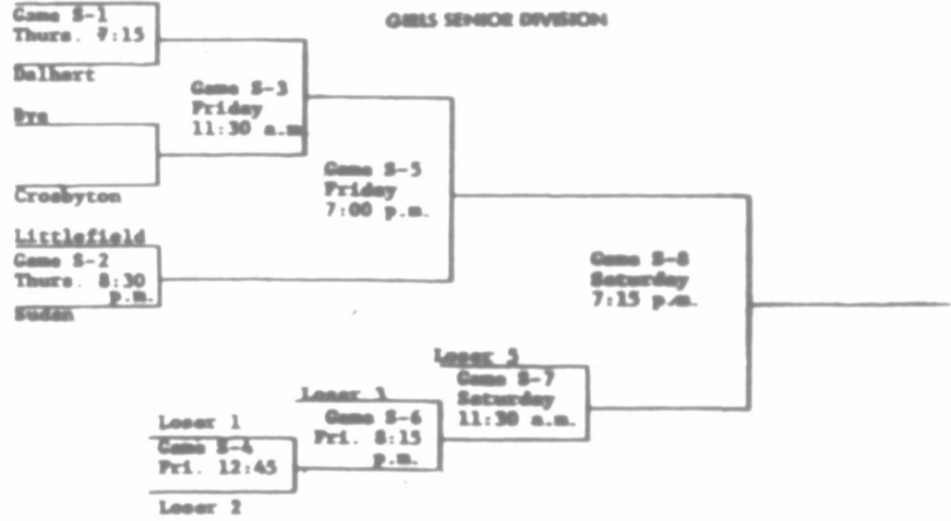 GIRLS SENIOR DIVISION
Game S-1
Thurs. 7:15
Dalhart
Bye
Crosbyton
Game S-3
Friday
11:30 a.m.
Game S-5
Friday
7:00 p.m.
Littlefield
Game S-2
Thurs. 8:30
p.m.
Sudan
Game S-8
Saturday
7:15 p.m.
Loser 5
Game S-7
Saturday
11:30 a.m.
Loser 3
Game S-6
Fri. 8:15
p.m.
Loser 1
Game S-4
Fri. 12:45
Loser 2